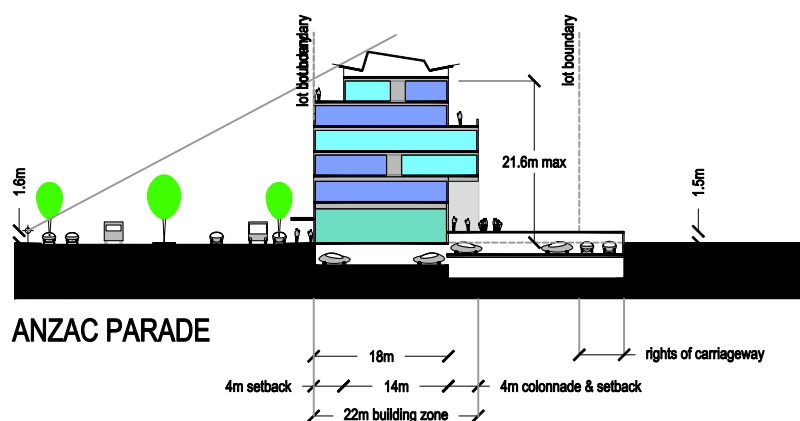 lot boundary
lot boundary
1.6m
21.6m max
1.5m
ANZAC PARADE
18m
rights of carriageway
4m setback
14m
4m colonnade & setback
22m building zone